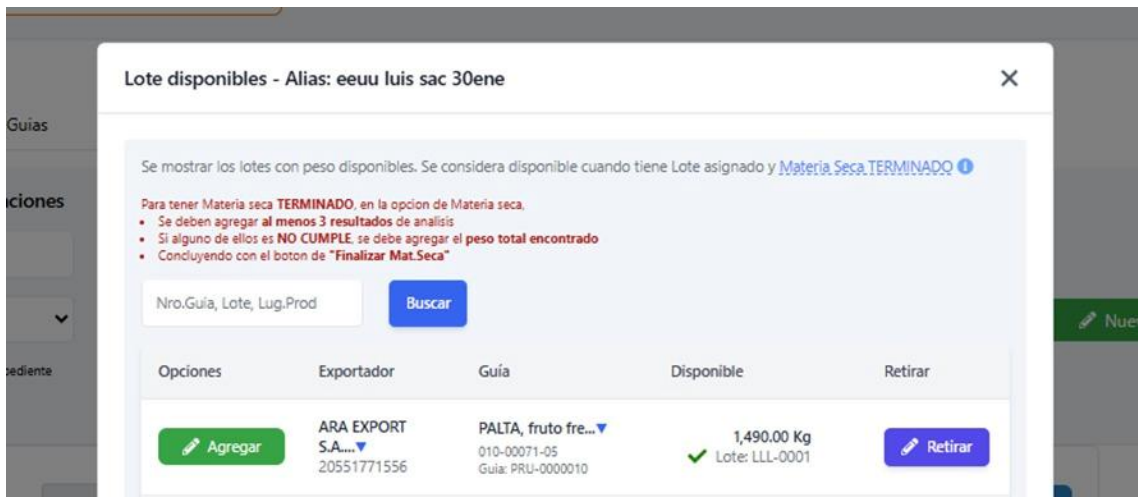 Lote disponibles - Alias: eeuu luis sac 30ene
Guias
Se mostrar los lotes con peso disponibles. Se considera disponible cuando tiene Lote asignado y Materia Seca TERMINADO
ciones
Para tener Materia seca TERMINADO, en la opcion de Materia seca,
• Se deben agregar al menos 3 resultados de analisis
• Si alguno de ellos es NO CUMPLE, se debe agregar el peso total encontrado
• Concluyendo con el boton de "Finalizar Mat.Seca"
Nro.Guia, Lote, Lug.Prod
Buscar
Nue
pediente
Opciones Exportador Guía Disponible Retirar
Agregar
ARA EXPORT
S.A....
20551771556
PALTA, fruto fre...
010-00071-05
Guia: PRU-0000010
1,490.00 Kg
Lote: LLL-0001
Retirar